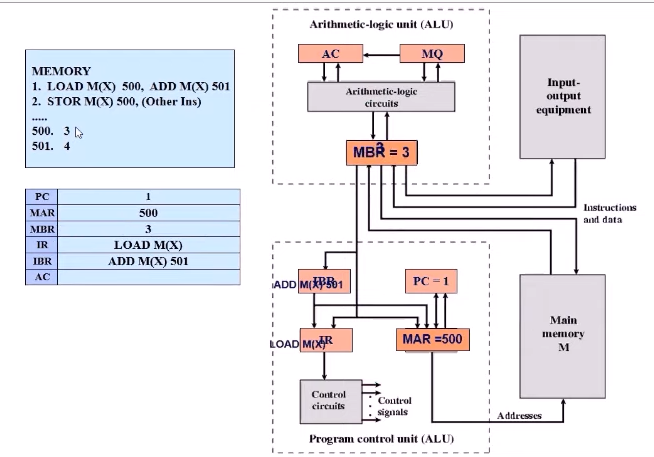 Arithmetic-logic unit (ALU)
AC
MQ
Arithmetic-logic
circuits
MBR = 3
3
Input-
output
equipment
MEMORY
1. LOAD M(X) 500, ADD M(X) 501
2. STOR M(X) 500, (Other Ins)
.....
500. 3
501. 4
PC 1
MAR 500
MBR 3
IR LOAD M(X)
IBR ADD M(X) 501
AC
Instructions
and data
IBR
ADD M(X) 501
PC = 1
LOAD M(X)
IR
MAR =500
Main
memory
M
Control
circuits
Control
signals
Addresses
Program control unit (ALU)